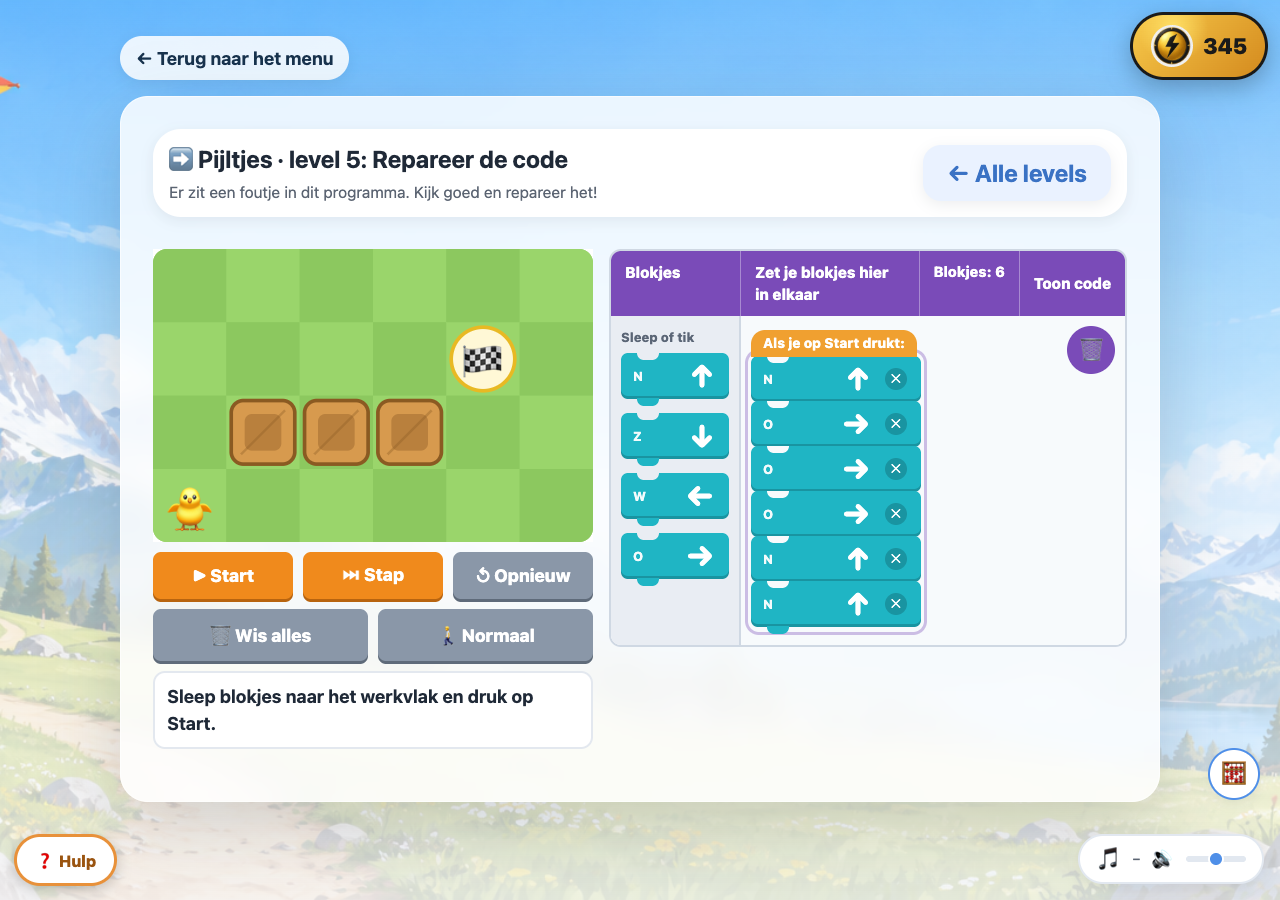 ← Terug naar het menu
345
➡️ Pijltjes · level 5: Repareer de code
Er zit een foutje in dit programma. Kijk goed en repareer het!
← Alle levels
Blokjes
Zet je blokjes hier
in elkaar
Blokjes: 6
Toon code
Sleep of tik
N
Z
W
O
Als je op Start drukt:
N
O
O
O
N
N
Start
Stap
Opnieuw
Wis alles
Normaal
Sleep blokjes naar het werkvlak en druk op
Start.
❓ Hulp